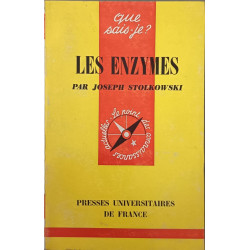 que
sais-je?
LES ENZYMES
PAR JOSEPH STOLKOWSKI
Le point des connaissances
actuelles
PRESSES UNIVERSITAIRES
DE FRANCE